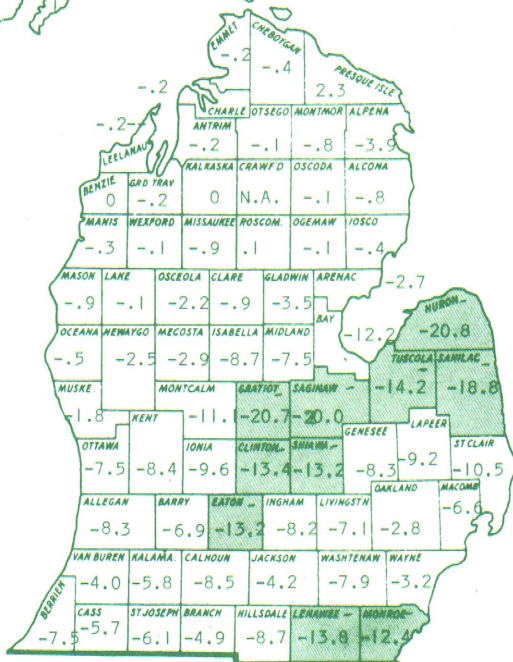 EMMET CHEBOYGAN
-.2 -.4 PRESQUE ISLE
-.2 2.3
CHARLE OTSEGO MONTMOR ALPENA
-.2 ANTRIM
-.2 -.1 -.8 -3.9
LEELANAU
BENZIE GRD TRAV KALKASKA CRAWF'D OSCODA ALCONA
0 -.2 0 N.A. -.1 -.8
MANIS WEXFORD MISSAUKEE ROSCOM. OGEMAW IOSCO
-.3 -.1 -.9 .1 -.1 -.4
MASON LAKE OSCEOLA CLARE GLADWIN ARENAC -2.7
-.9 -.1 -2.2 -.9 -3.5
HURON
BAY -12.2 -20.8
OCEANA NEWAYGO MECOSTA ISABELLA MIDLAND
-.5 -2.5 -2.9 -8.7 -7.5
TUSCOLA SANILAC
-14.2 -18.8
MUSKE MONTCALM GRATIOT SAGINAW
-1.8 -11.1 -20.7 -20.0
KENT GENESEE LAPEER
OTTAWA IONIA CLINTON SHIAWA ST CLAIR
-7.5 -8.4 -9.6 -13.4 -13.2 -8.3 -9.2 -10.5
OAKLAND MACOMB
ALLEGAN BARRY EATON INGHAM LIVINGSTN -6.6
-8.3 -6.9 -13.2 -8.2 -7.1 -2.8
VAN BUREN KALAMA. CALHOUN JACKSON WASHTENAW WAYNE
-4.0 -5.8 -8.5 -4.2 -7.9 -3.2
BERRIEN CASS ST JOSEPH BRANCH HILLSDALE LENAWEE MONROE
-7.5 -5.7 -6.1 -4.9 -8.7 -13.8 -12.4